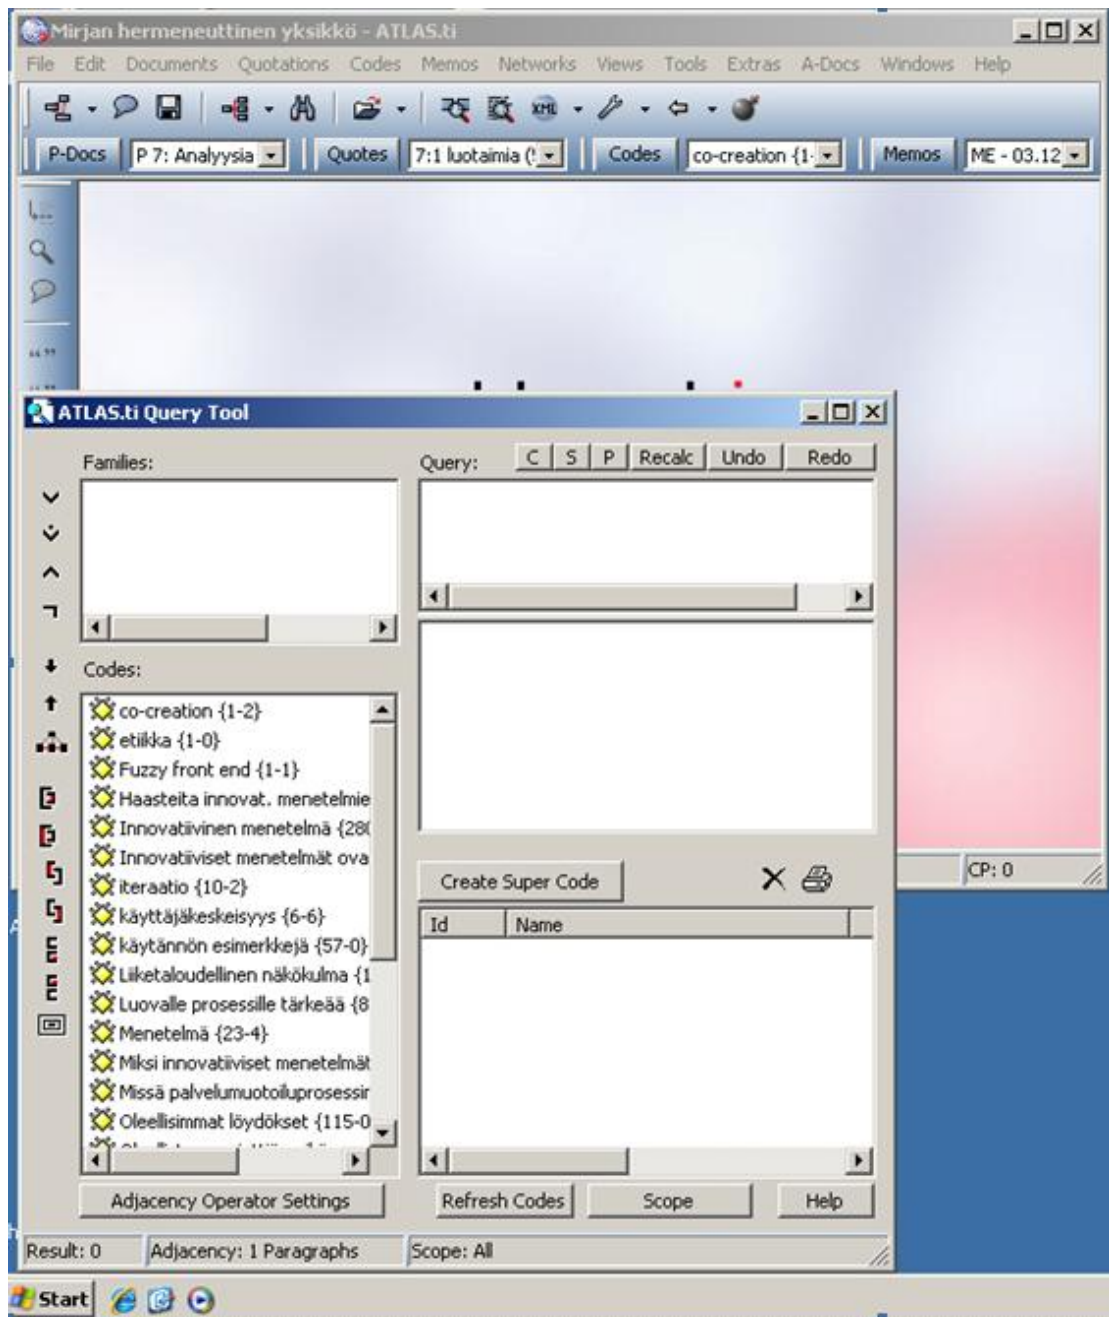 Mirjan hermeneuttinen yksikkö - ATLAS.ti
File Edit Documents Quotations Codes Memos Networks Views Tools Extras A-Docs Windows Help
XML
P-Docs P 7: Analyysia Quotes 7:1 luotaimia ( Codes co-creation {1- Memos ME - 03.12
ATLAS.ti Query Tool
Families:
Query: C S P Recalc Undo Redo
Codes:
co-creation {1-2}
etiikka {1-0}
Fuzzy front end {1-1}
Haasteita innovat. menetelmie
Innovatiivinen menetelmä {280
Innovatiiviset menetelmät ova
iteraatio {10-2}
käyttäjäkeskeisyys {6-6}
käytännön esimerkkejä {57-0}
Liiketaloudellinen näkökulma {1
Luovalle prosessille tärkeää {8
Menetelmä {23-4}
Miksi innovatiiviset menetelmät
Missä palvelumuotoiluprosessin
Oleellisimmat löydökset {115-0
Create Super Code
Id Name
CP: 0
Adjacency Operator Settings Refresh Codes Scope Help
Result: 0 Adjacency: 1 Paragraphs Scope: All
Start